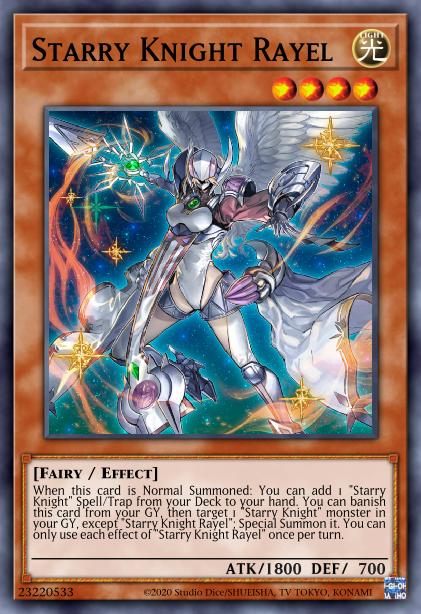 Starry Knight Rayel
LIGHT
光
[Fairy / Effect]
When this card is Normal Summoned: You can add 1 "Starry
Knight" Spell/Trap from your Deck to your hand. You can banish
this card from your GY, then target 1 "Starry Knight" monster in
your GY, except "Starry Knight Rayel"; Special Summon it. You can
only use each effect of "Starry Knight Rayel" once per turn.
ATK/1800 DEF/ 700
23220533
©2020 Studio Dice/SHUEISHA, TV TOKYO, KONAMI